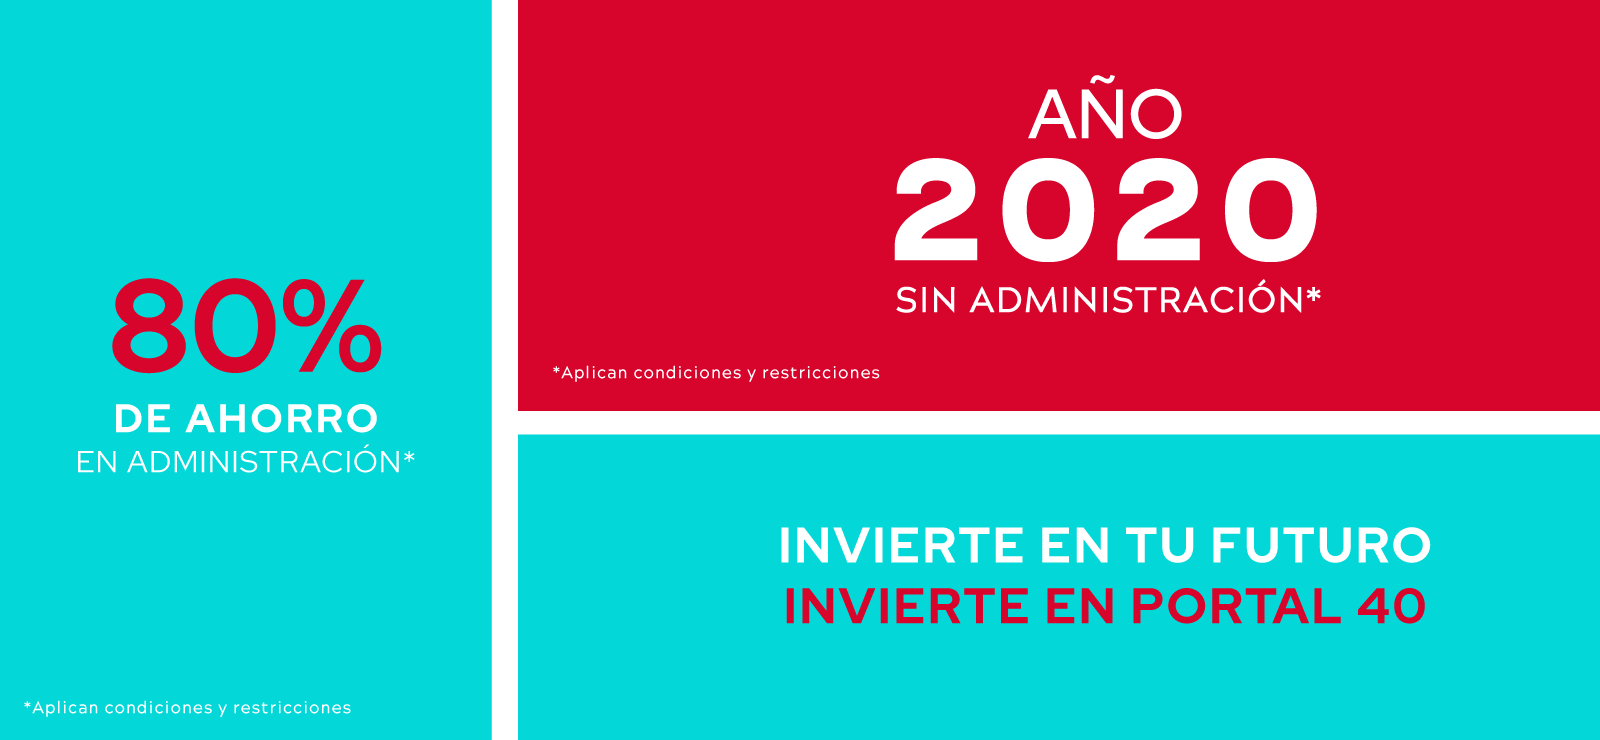 80%
DE AHORRO
EN ADMINISTRACIÓN*
*Aplican condiciones y restricciones
AÑO
2020
SIN ADMINISTRACIÓN*
*Aplican condiciones y restricciones
INVIERTE EN TU FUTURO
INVIERTE EN PORTAL 40